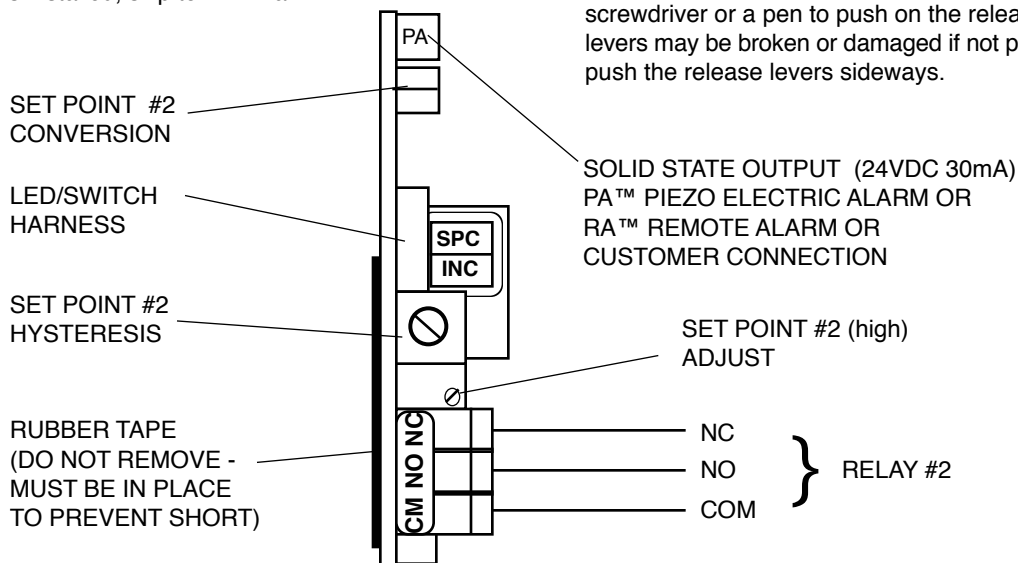 screwdriver or a pen to push on the relea
levers may be broken or damaged if not p
push the release levers sideways.
PA
SET POINT #2
CONVERSION
SOLID STATE OUTPUT (24VDC 30mA)
PA™ PIEZO ELECTRIC ALARM OR
RA™ REMOTE ALARM OR
CUSTOMER CONNECTION
LED/SWITCH
HARNESS
SPC
INC
SET POINT #2
HYSTERESIS
SET POINT #2 (high)
ADJUST
RUBBER TAPE
(DO NOT REMOVE -
MUST BE IN PLACE
TO PREVENT SHORT)
CM NO NC
NC
NO
COM
RELAY #2